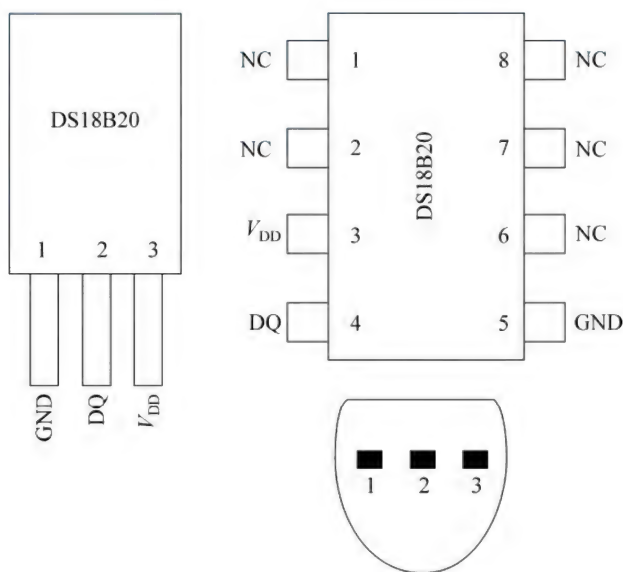 DS18B20
1 2 3
GND DQ VDD
NC 1 8 NC
NC 2 7 NC
DS18B20
VDD 3 6 NC
DQ 4 5 GND
1 2 3